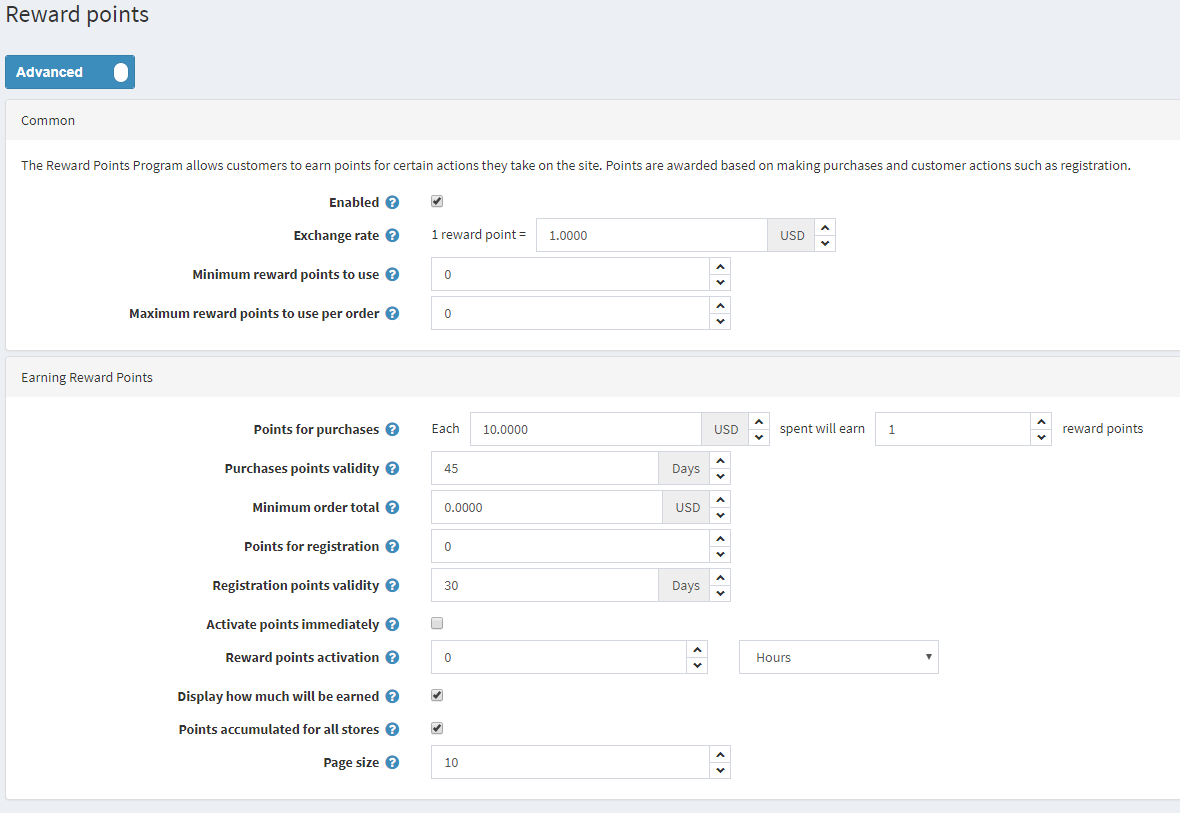 Reward points
Advanced
Common
The Reward Points Program allows customers to earn points for certain actions they take on the site. Points are awarded based on making purchases and customer actions such as registration.
Enabled ?
Exchange rate ? 1 reward point = 1.0000 USD
Minimum reward points to use ? 0
Maximum reward points to use per order ? 0
Earning Reward Points
Points for purchases ? Each 10.0000 USD spent will earn 1 reward points
Purchases points validity ? 45 Days
Minimum order total ? 0.0000 USD
Points for registration ? 0
Registration points validity ? 30 Days
Activate points immediately ?
Reward points activation ? 0 Hours
Display how much will be earned ?
Points accumulated for all stores ?
Page size ? 10